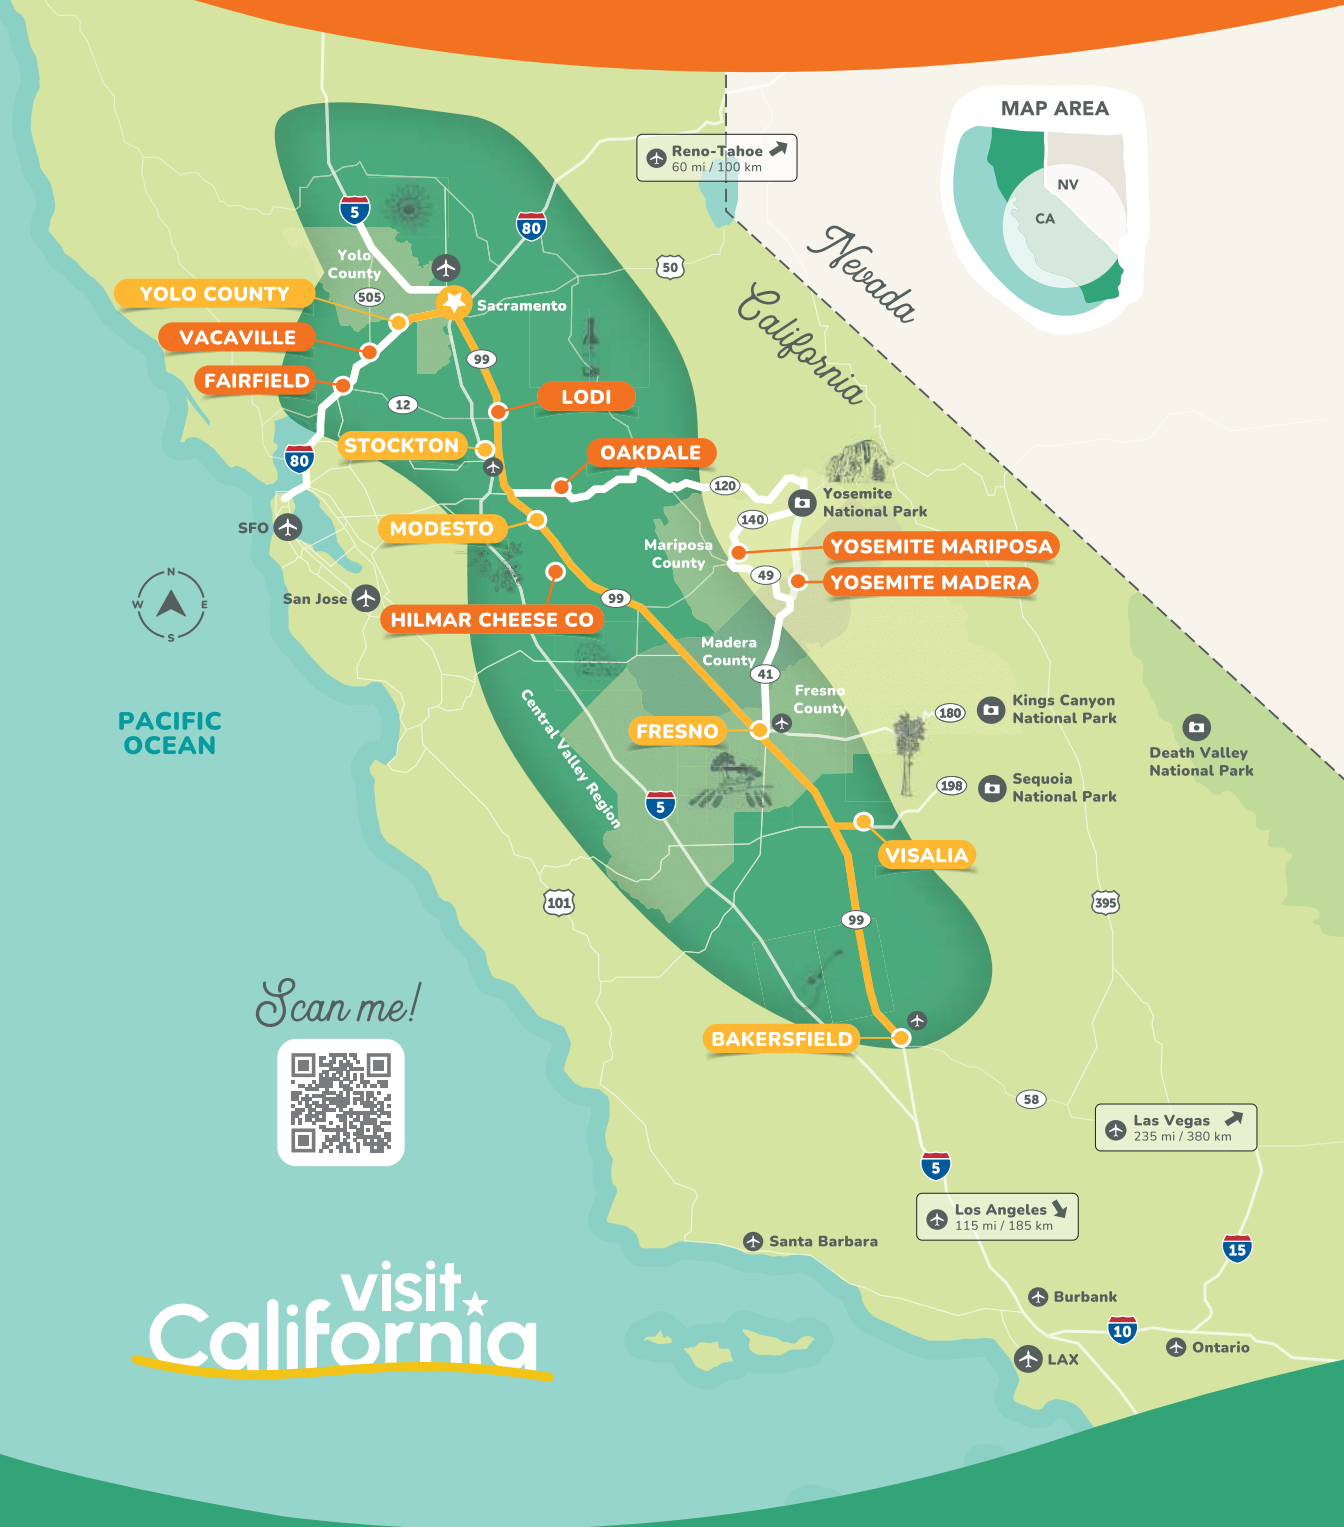 MAP AREA
NV
CA
Reno-Tahoe
60 mi / 100 km
Nevada
California
5
80
50
Yolo
County
505
YOLO COUNTY
Sacramento
VACAVILLE
99
FAIRFIELD
12
LODI
STOCKTON
OAKDALE
80
120
Yosemite
National Park
SFO
MODESTO
140
Mariposa
County
YOSEMITE MARIPOSA
49
YOSEMITE MADERA
N
W
E
S
San Jose
99
HILMAR CHEESE CO
Madera
County
41
Fresno
County
Central Valley Region
180
Kings Canyon
National Park
PACIFIC
OCEAN
FRESNO
Death Valley
National Park
198
Sequoia
National Park
5
VISALIA
101
395
99
Scan me!
BAKERSFIELD
58
Las Vegas
235 mi / 380 km
5
Los Angeles
115 mi / 185 km
Santa Barbara
15
visit
California
Burbank
10
LAX
Ontario